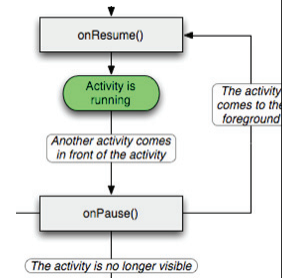 onResume()
Activity is
running
The activity
comes to the
foreground
Another activity comes
in front of the activity
onPause()
The activity is no longer visible